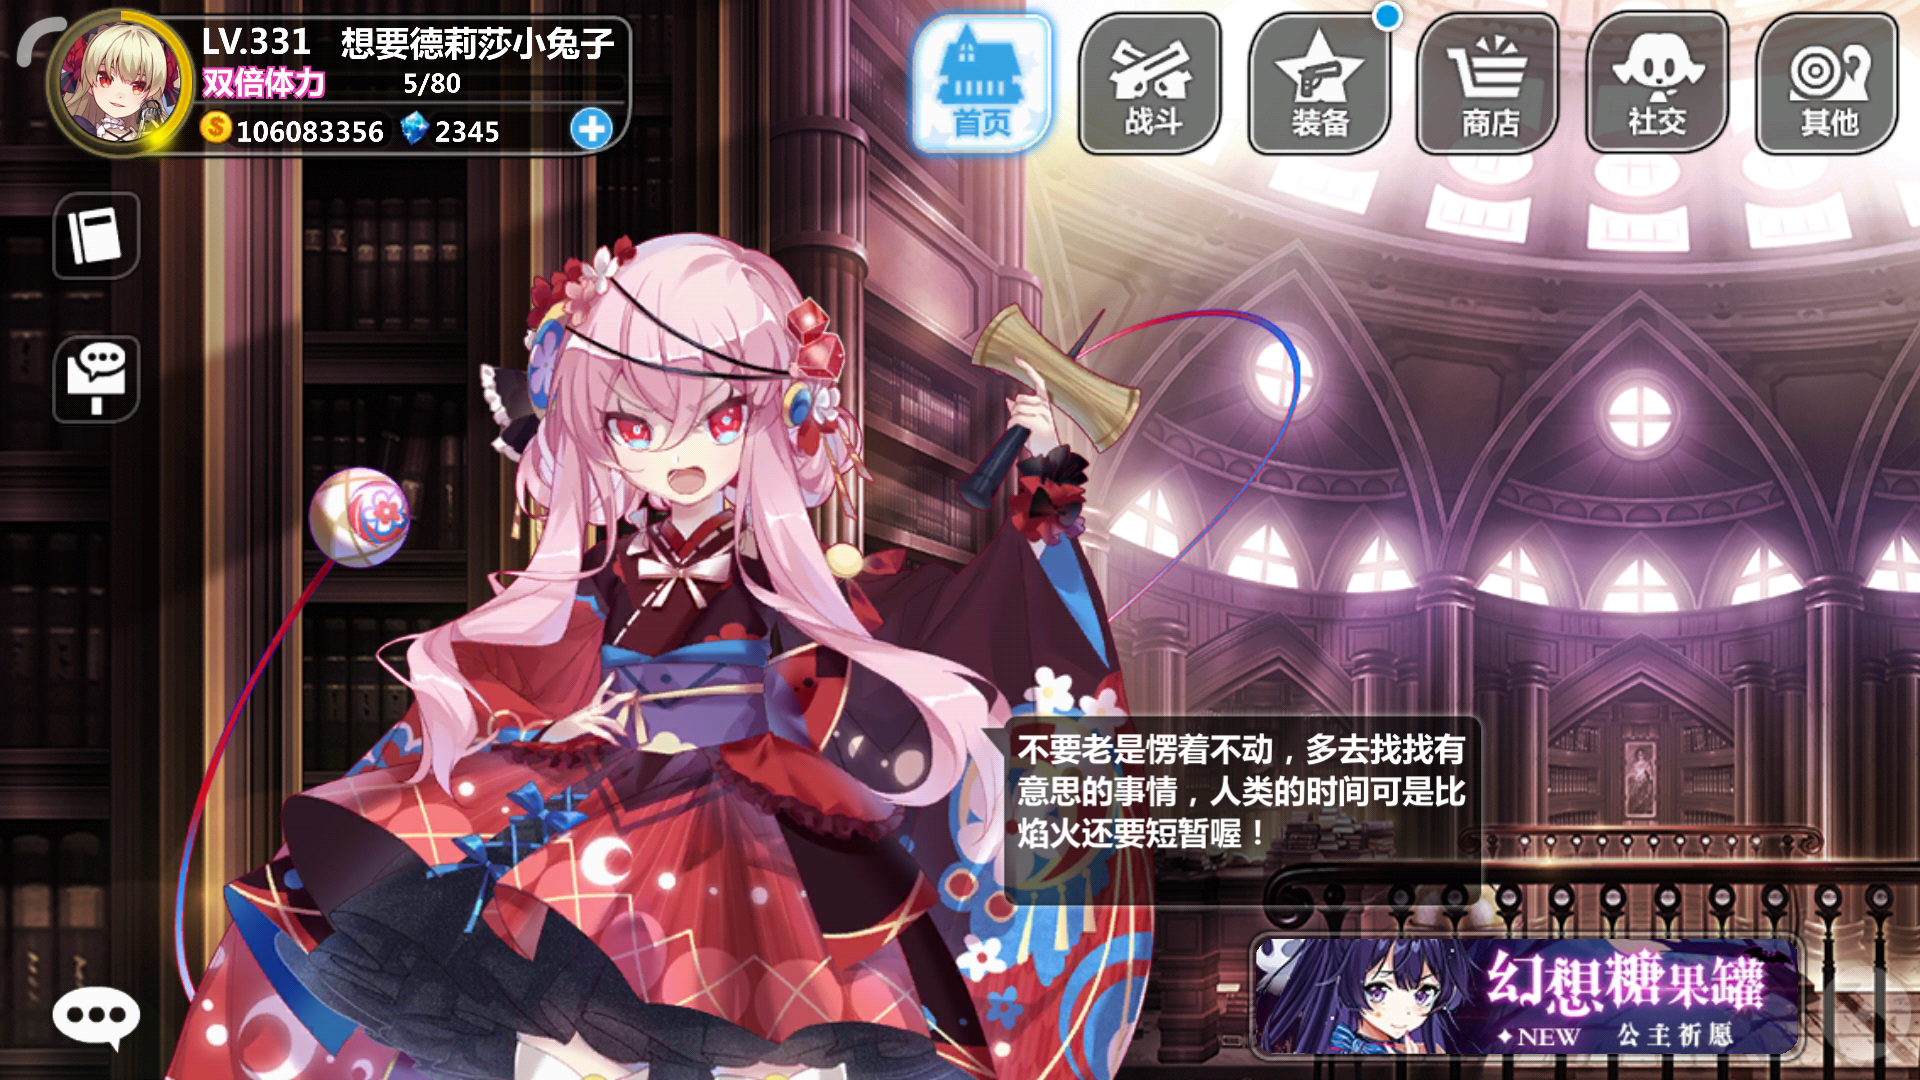 LV.331 想要德莉莎小兔子
双倍体力 5/80
106083356 2345
首页
战斗
装备
商店
社交
其他
不要老是愣着不动，多去找找有
意思的事情，人类的时间可是比
焰火还要短暂喔！
幻想糖果罐
NEW 公主祈愿